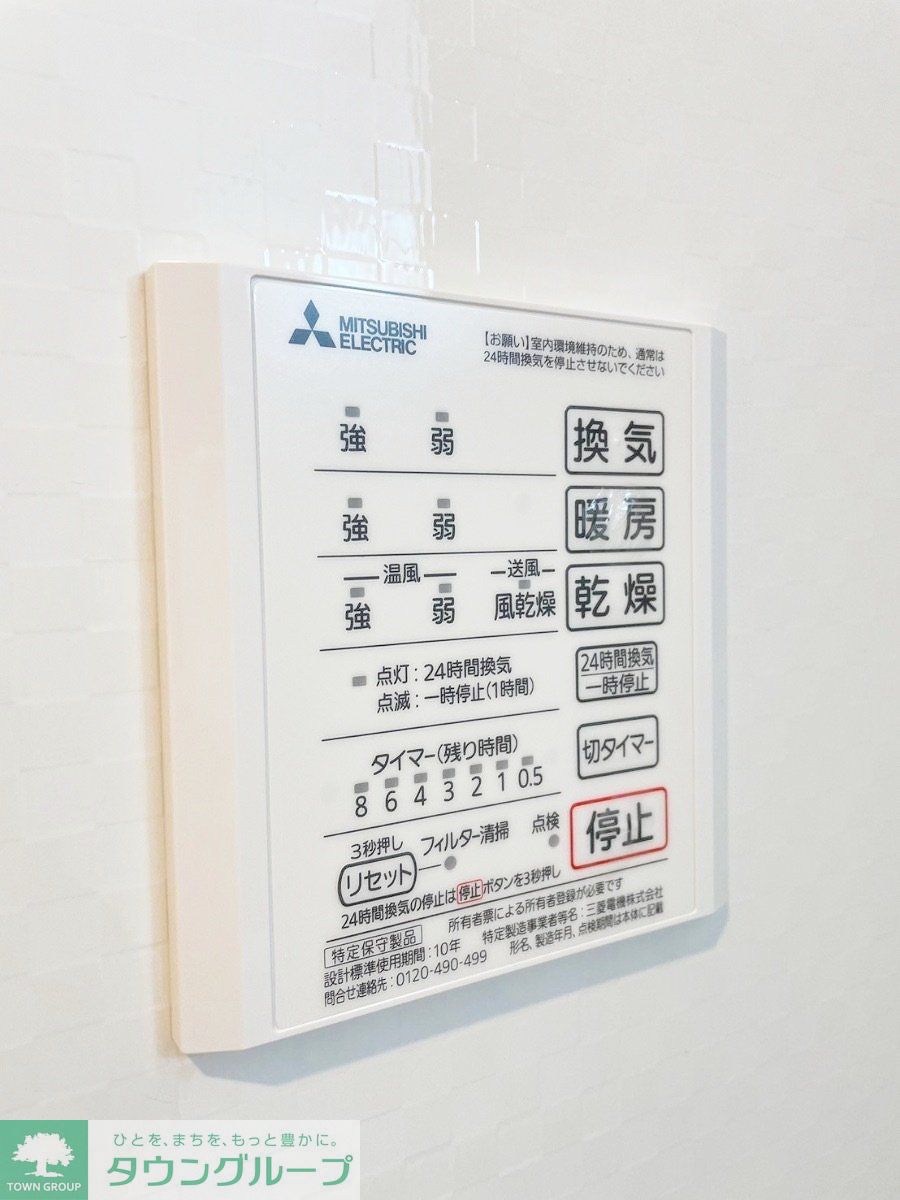 MITSUBISHI
ELECTRIC
【お願い】室内環境維持のため、通常は
24時間換気を停止させないでください
強 弱 換気
強 弱 暖房
温風 送風
強 弱 風乾燥 乾燥
点灯：24時間換気
点滅：一時停止(1時間)
24時間換気
一時停止
タイマー(残り時間)
8 6 4 3 2 1 0.5
切タイマー
3秒押し フィルター清掃 点検
リセット
停止
24時間換気の停止は停止ボタンを3秒押し
所有者票による所有者登録が必要です
特定保守製品 特定製造事業者等名：三菱電機株式会社
設計標準使用期間：10年 形名、製造年月、点検期間は本体に記載
問合せ連絡先：0120-490-499
ひとを、まちを、もっと豊かに。
タウングループ
TOWN GROUP